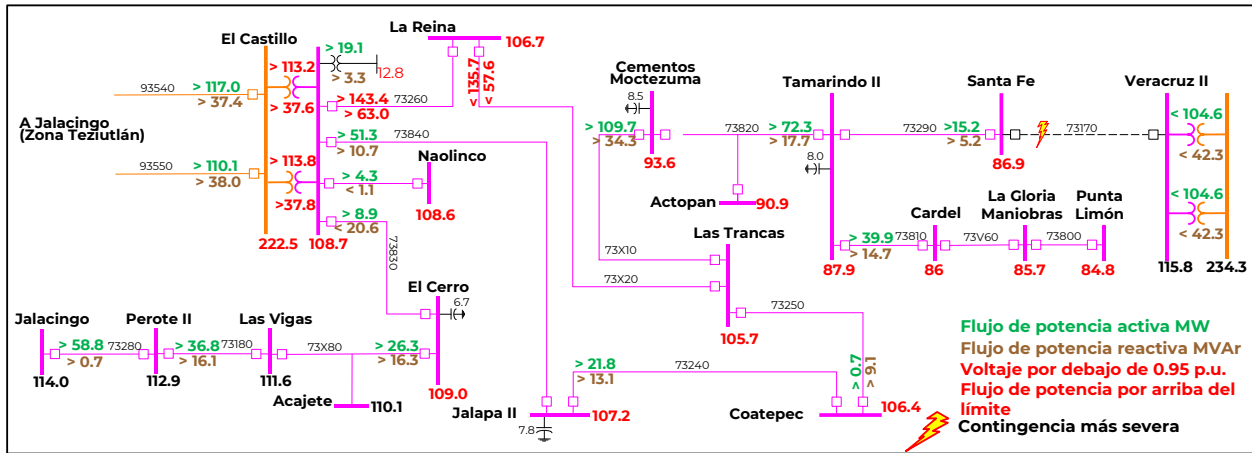 La Reina
106.7
El Castillo
> 19.1
> 3.3
12.8
> 113.2
> 37.6
93540
> 117.0
> 37.4
> 143.4
> 63.0
73260
< 135.7
< 57.6
A Jalacingo
(Zona Teziutlán)
> 51.3
> 10.7
73840
93550
> 110.1
> 38.0
> 113.8
>37.8
> 4.3
< 1.1
Naolinco
108.6
> 8.9
< 20.6
222.5
108.7
73830
Cementos
Moctezuma
8.5
> 109.7
> 34.3
93.6
73820
Actopan
90.9
Tamarindo II
> 72.3
> 17.7
8.0
73290
Santa Fe
>15.2
> 5.2
86.9
73170
Veracruz II
< 104.6
< 42.3
< 104.6
< 42.3
115.8
234.3
Cardel
La Gloria
Maniobras
Punta
Limón
> 39.9
> 14.7
73810
73V60
73800
87.9
86
85.7
84.8
Las Trancas
73X10
73X20
73250
105.7
El Cerro
6.7
Jalacingo
Perote II
Las Vigas
> 58.8
> 0.7
73280
> 36.8
> 16.1
73180
73X80
> 26.3
> 16.3
114.0
112.9
111.6
109.0
Acajete
110.1
> 21.8
> 13.1
73240
> 0.7
> 9.1
Jalapa II
107.2
7.8
Coatepec
106.4
Flujo de potencia activa MW
Flujo de potencia reactiva MVAr
Voltaje por debajo de 0.95 p.u.
Flujo de potencia por arriba del
límite
Contingencia más severa